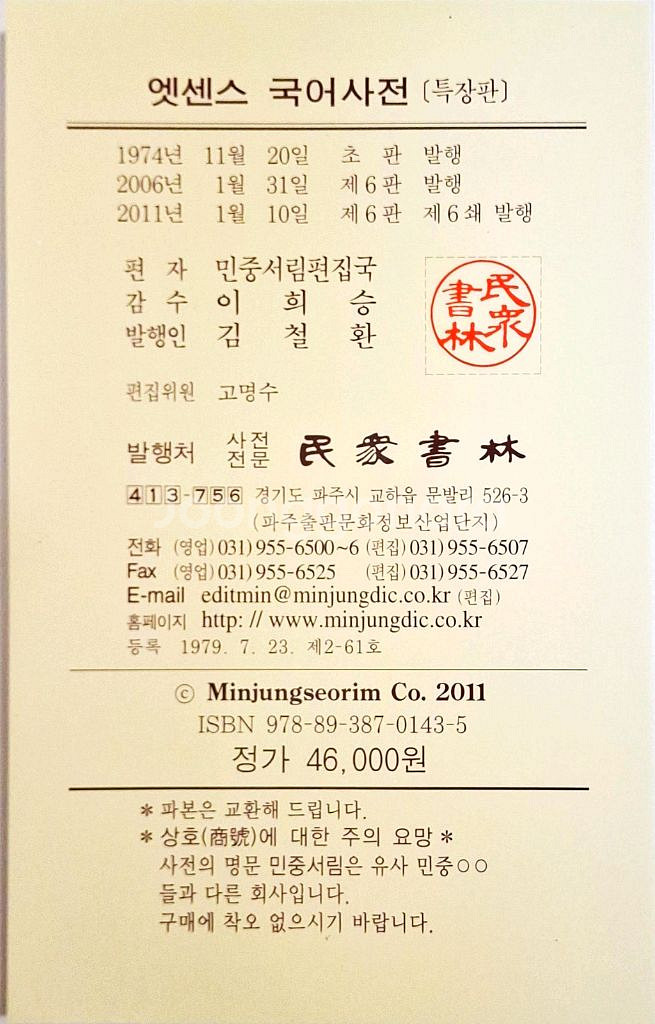 엣센스 국어사전〔특장판〕
1974년 11월 20일 초 판 발행
2006년 1월 31일 제6판 발행
2011년 1월 10일 제6판 제6쇄 발행
편 자 민중서림편집국
감 수 이 희 승
발행인 김 철 환
民衆書林
편집위원 고명수
발행처 사전전문 民衆書林
413-756 경기도 파주시 교하읍 문발리 526-3
(파주출판문화정보산업단지)
전화 (영업) 031) 955-6500~6 (편집) 031) 955-6507
Fax (영업) 031) 955-6525 (편집) 031) 955-6527
E-mail editmin@minjungdic.co.kr (편집)
홈페이지 http: // www.minjungdic.co.kr
등록 1979. 7. 23. 제2-61호
ⓒ Minjungseorim Co. 2011
ISBN 978-89-387-0143-5
정가 46,000원
* 파본은 교환해 드립니다.
* 상호(商號)에 대한 주의 요망 *
사전의 명문 민중서림은 유사 민중○○
들과 다른 회사입니다.
구매에 착오 없으시기 바랍니다.